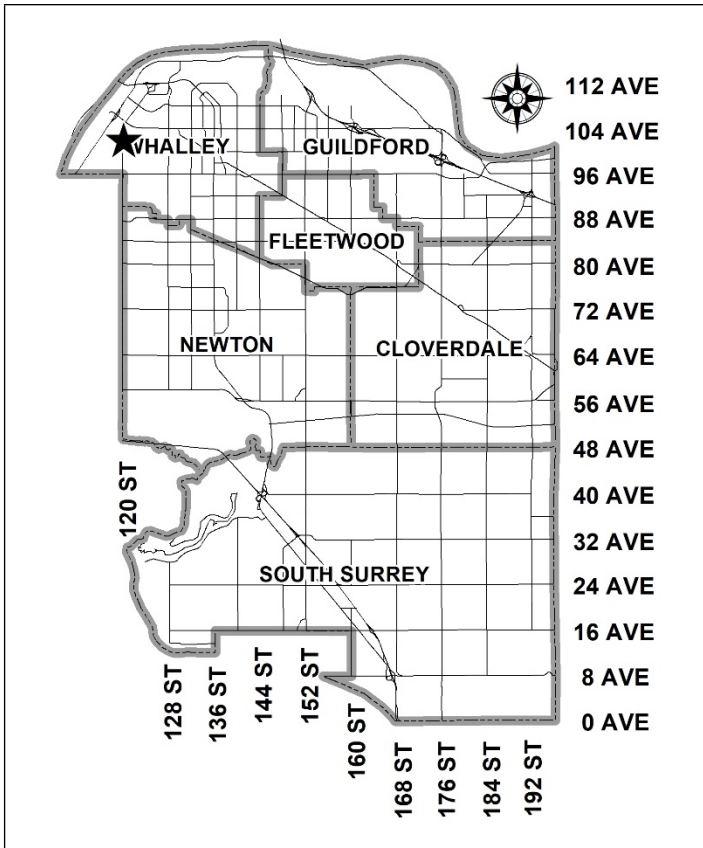 112 AVE
104 AVE
WHALLEY
GUILDFORD
96 AVE
88 AVE
FLEETWOOD
80 AVE
72 AVE
NEWTON
CLOVERDALE
64 AVE
56 AVE
48 AVE
120 ST
40 AVE
32 AVE
SOUTH SURREY
24 AVE
16 AVE
8 AVE
128 ST
136 ST
144 ST
152 ST
160 ST
0 AVE
168 ST
176 ST
184 ST
192 ST